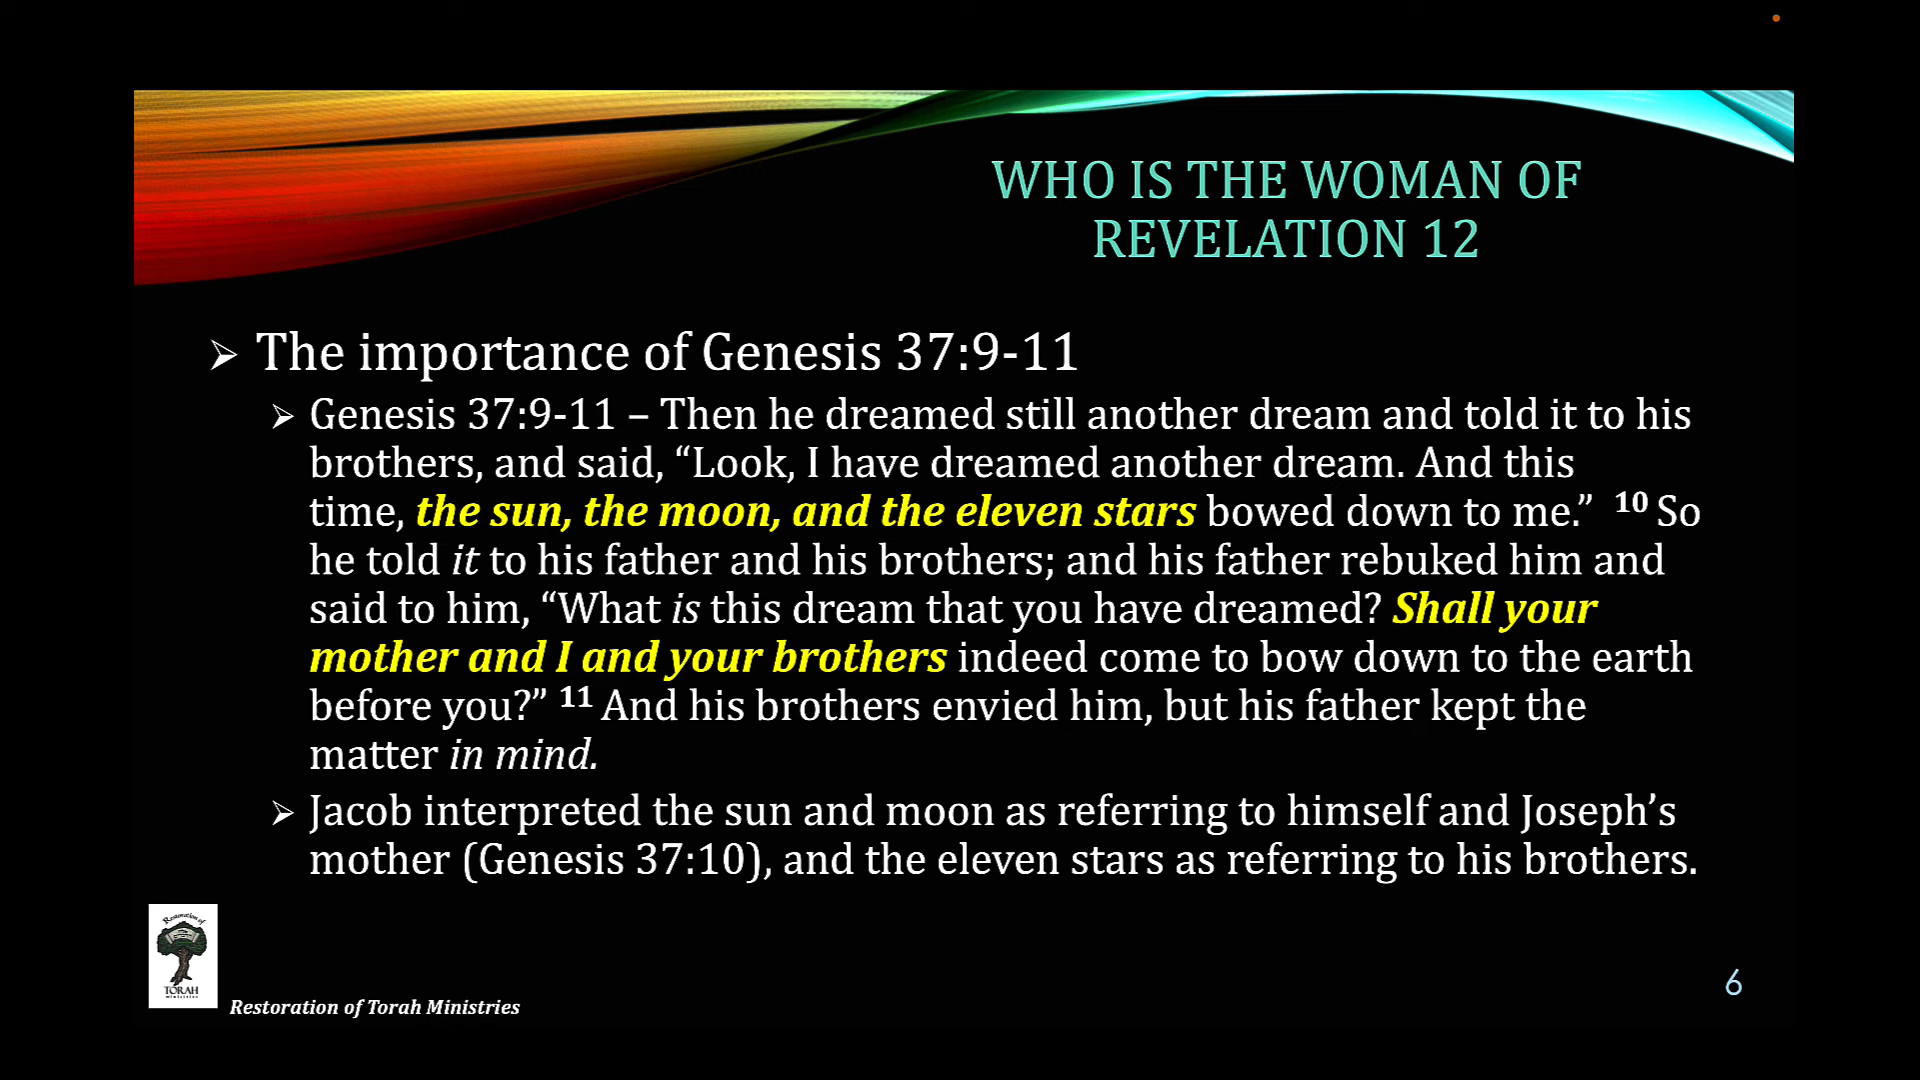 WHO IS THE WOMAN OF
REVELATION 12
➢ The importance of Genesis 37:9-11
➢ Genesis 37:9-11 – Then he dreamed still another dream and told it to his
brothers, and said, “Look, I have dreamed another dream. And this
time, the sun, the moon, and the eleven stars bowed down to me.” 10 So
he told it to his father and his brothers; and his father rebuked him and
said to him, “What is this dream that you have dreamed? Shall your
mother and I and your brothers indeed come to bow down to the earth
before you?” 11 And his brothers envied him, but his father kept the
matter in mind.
➢ Jacob interpreted the sun and moon as referring to himself and Joseph’s
mother (Genesis 37:10), and the eleven stars as referring to his brothers.
Restoration of
TORAH
ministries
Restoration of Torah Ministries
6